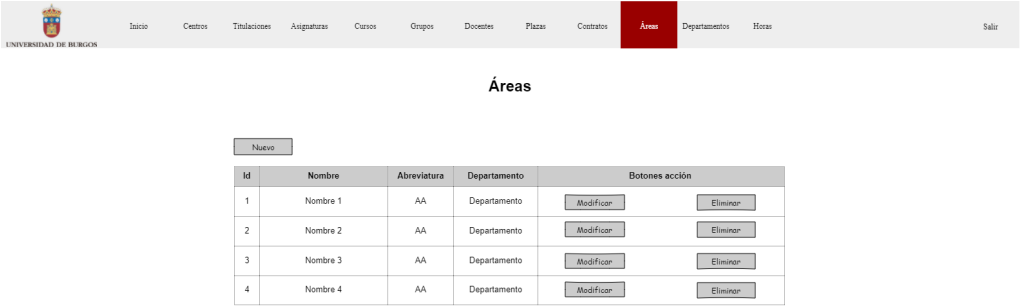 Inicio Centros Titulaciones Asignaturas Cursos Grupos Docentes Plazas Contratos Áreas Departamentos Horas Salir
UNIVERSIDAD DE BURGOS
Áreas
Nuevo
Id Nombre Abreviatura Departamento Botones acción
1 Nombre 1 AA Departamento Modificar Eliminar
2 Nombre 2 AA Departamento Modificar Eliminar
3 Nombre 3 AA Departamento Modificar Eliminar
4 Nombre 4 AA Departamento Modificar Eliminar